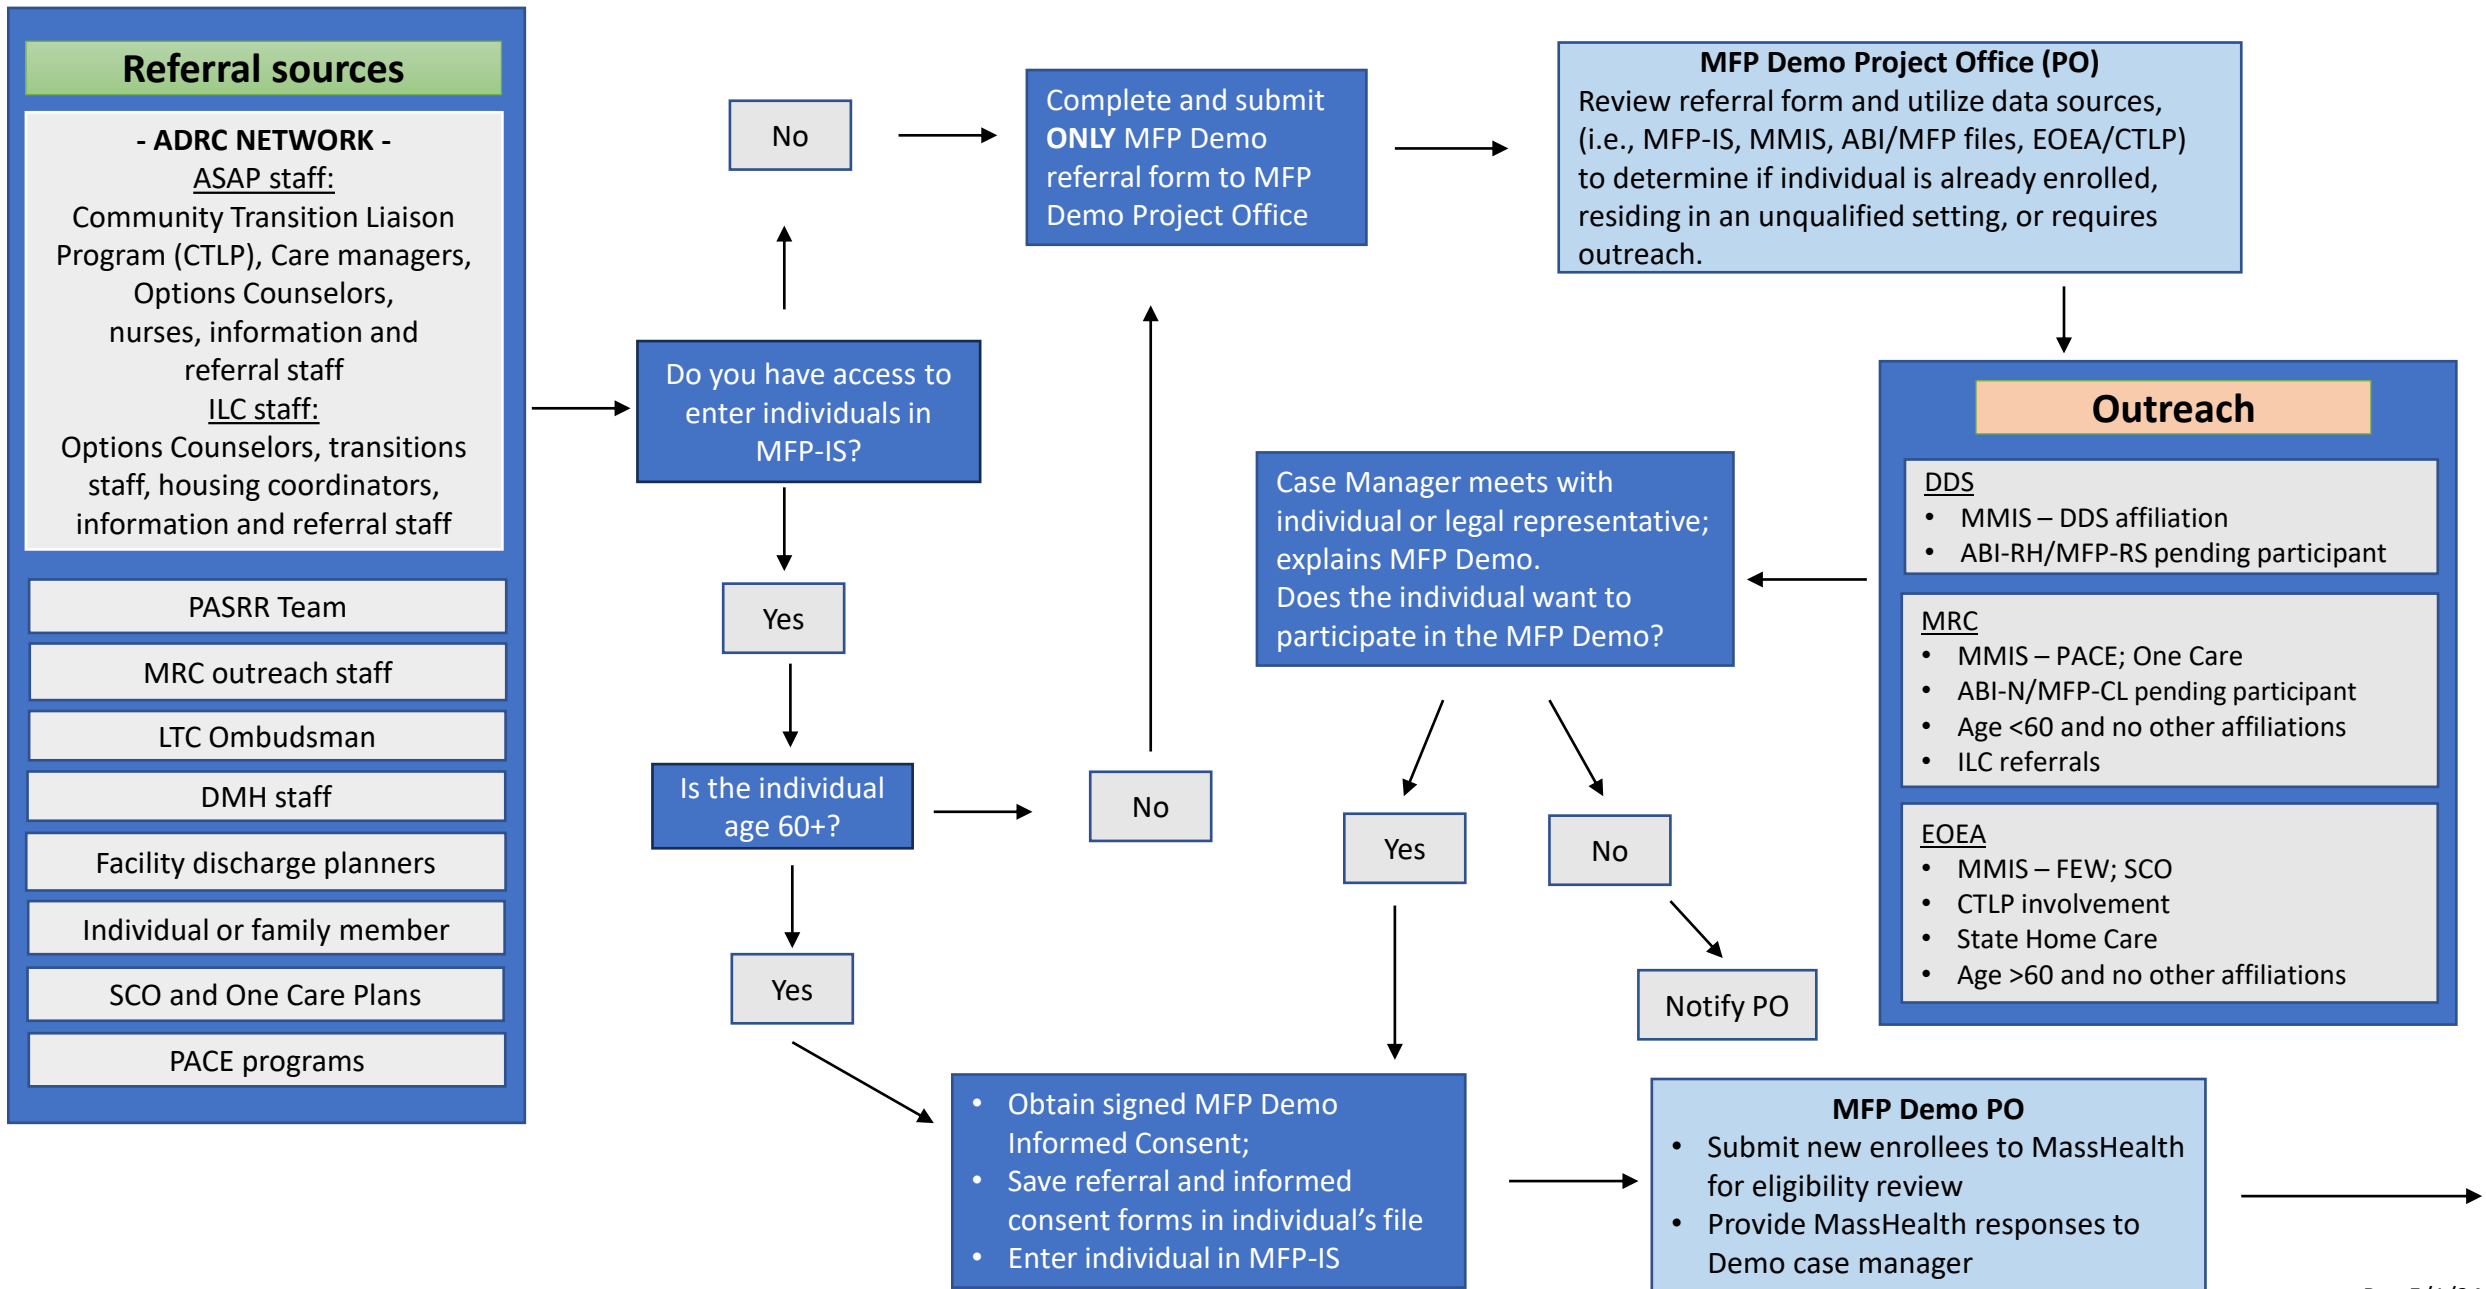 Referral sources
- ADRC NETWORK -
ASAP staff:
Community Transition Liaison
Program (CTLP), Care managers,
Options Counselors,
nurses, information and
referral staff
ILC staff:
Options Counselors, transitions
staff, housing coordinators,
information and referral staff
PASRR Team
MRC outreach staff
LTC Ombudsman
DMH staff
Facility discharge planners
Individual or family member
SCO and One Care Plans
PACE programs
Do you have access to
enter individuals in
MFP-IS?
No
Yes
Is the individual
age 60+?
No
Yes
Complete and submit
ONLY MFP Demo
referral form to MFP
Demo Project Office
MFP Demo Project Office (PO)
Review referral form and utilize data sources,
(i.e., MFP-IS, MMIS, ABI/MFP files, EOEA/CTLP)
to determine if individual is already enrolled,
residing in an unqualified setting, or requires
outreach.
Outreach
DDS
• MMIS – DDS affiliation
• ABI-RH/MFP-RS pending participant
MRC
• MMIS – PACE; One Care
• ABI-N/MFP-CL pending participant
• Age <60 and no other affiliations
• ILC referrals
EOEA
• MMIS – FEW; SCO
• CTLP involvement
• State Home Care
• Age >60 and no other affiliations
Case Manager meets with
individual or legal representative;
explains MFP Demo.
Does the individual want to
participate in the MFP Demo?
Yes
No
Notify PO
• Obtain signed MFP Demo
Informed Consent;
• Save referral and informed
consent forms in individual's file
• Enter individual in MFP-IS
MFP Demo PO
• Submit new enrollees to MassHealth
for eligibility review
• Provide MassHealth responses to
Demo case manager